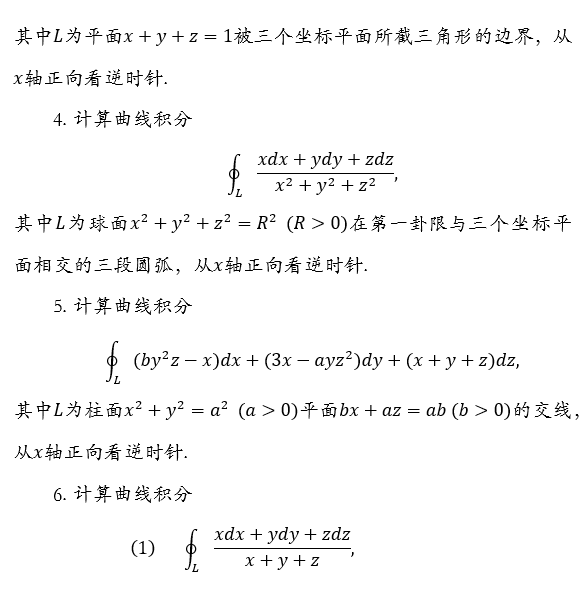 其中L为平面x + y + z = 1被三个坐标平面所截三角形的边界，从
x轴正向看逆时针.
4. 计算曲线积分
∮_L (xdx + ydy + zdz)/(x² + y² + z²),
其中L为球面x² + y² + z² = R² (R > 0)在第一卦限与三个坐标平
面相交的三段圆弧，从x轴正向看逆时针.
5. 计算曲线积分
∮_L (by²z − x)dx + (3x − ayz²)dy + (x + y + z)dz,
其中L为柱面x² + y² = a² (a > 0)平面bx + az = ab (b > 0)的交线，
从x轴正向看逆时针.
6. 计算曲线积分
(1) ∮_L (xdx + ydy + zdz)/(x + y + z),